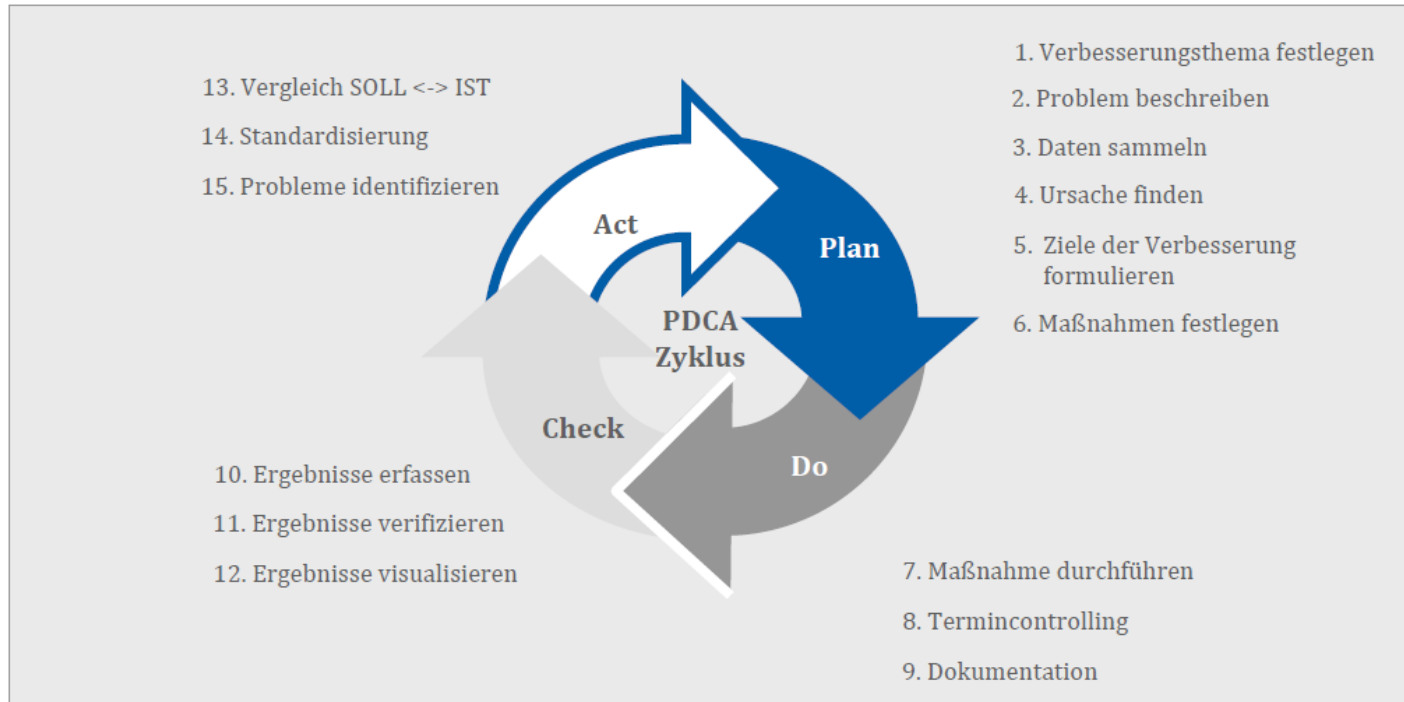 13. Vergleich SOLL <-> IST
14. Standardisierung
15. Probleme identifizieren
1. Verbesserungsthema festlegen
2. Problem beschreiben
3. Daten sammeln
4. Ursache finden
5. Ziele der Verbesserung
formulieren
6. Maßnahmen festlegen
Act
Plan
PDCA
Zyklus
Check
Do
10. Ergebnisse erfassen
11. Ergebnisse verifizieren
12. Ergebnisse visualisieren
7. Maßnahme durchführen
8. Termincontrolling
9. Dokumentation